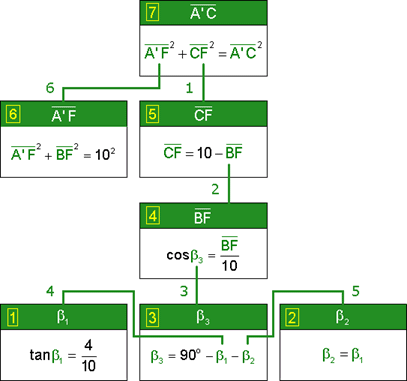 7 A'C
A'F² + CF² = A'C²
6 1
6 A'F
A'F² + BF² = 10²
5 CF
CF = 10 − BF
2
4 BF
cosβ₃ = BF / 10
4 3 5
1 β₁
tanβ₁ = 4 / 10
3 β₃
β₃ = 90° − β₁ − β₂
2 β₂
β₂ = β₁